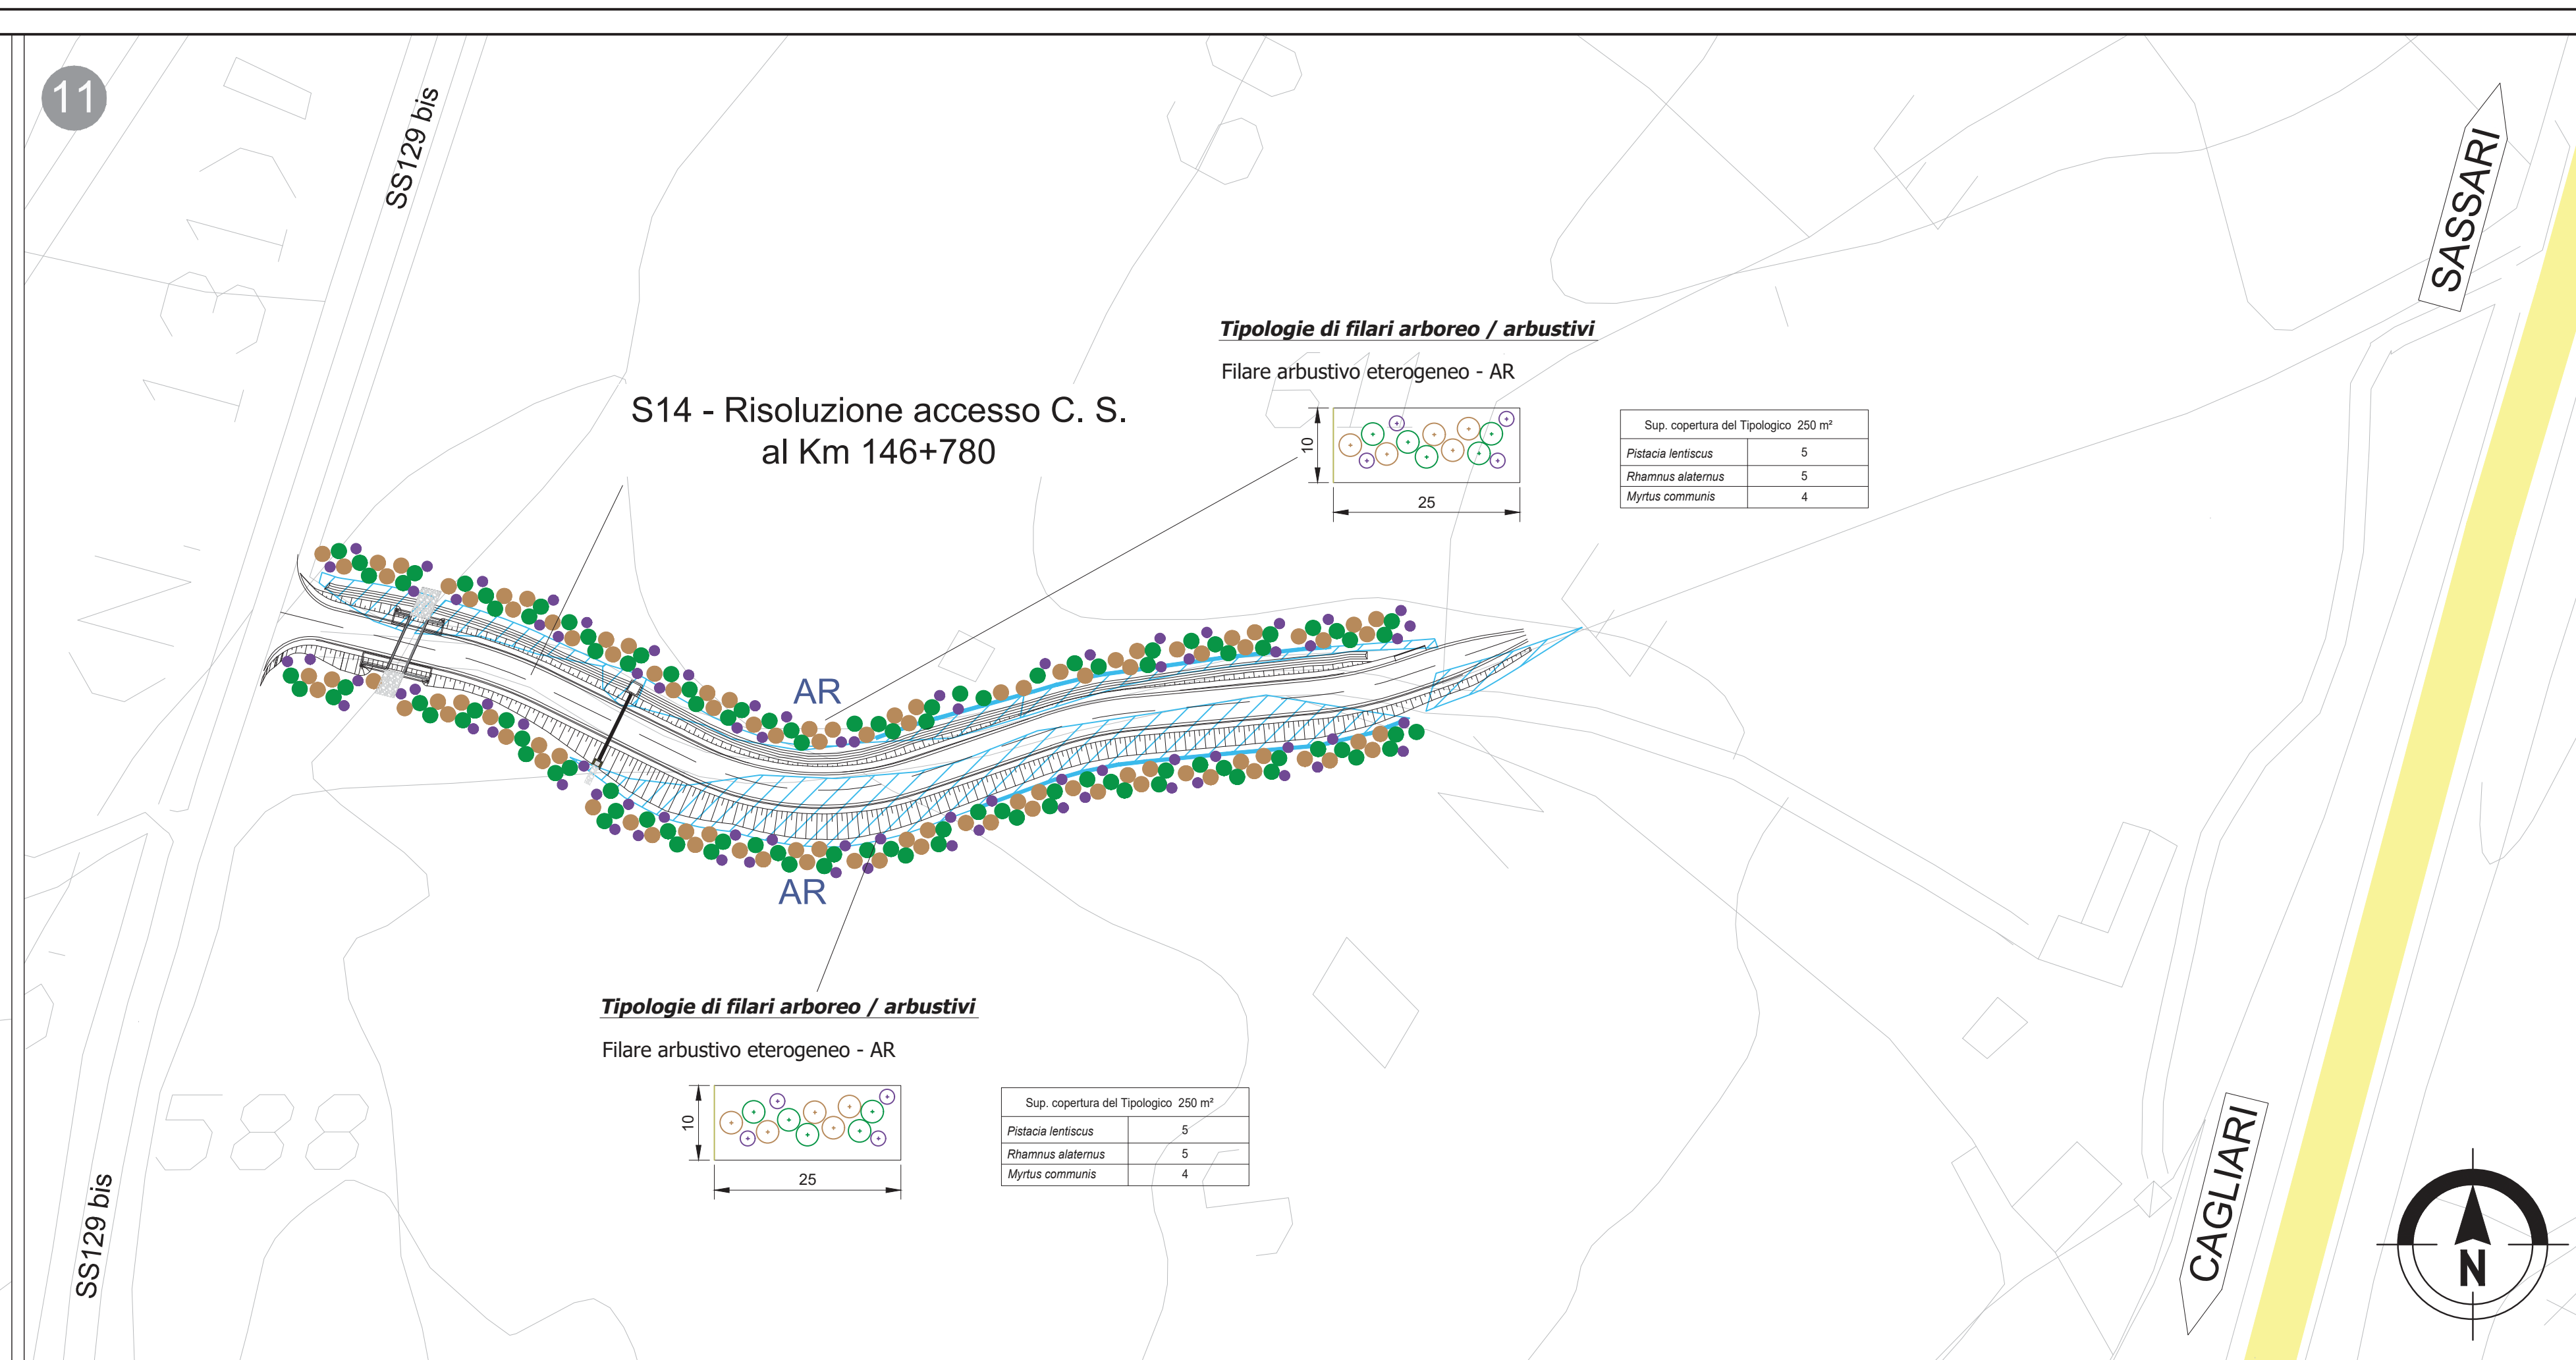 11
SS129 bis
SASSARI
Tipologie di filari arboreo / arbustivi
Filare arbustivo eterogeneo - AR
S14 - Risoluzione accesso C. S.
al Km 146+780
10
25
Sup. copertura del Tipologico 250 m²
Pistacia lentiscus 5
Rhamnus alaternus 5
Myrtus communis 4
AR
AR
Tipologie di filari arboreo / arbustivi
Filare arbustivo eterogeneo - AR
10
25
Sup. copertura del Tipologico 250 m²
Pistacia lentiscus 5
Rhamnus alaternus 5
Myrtus communis 4
588
SS129 bis
CAGLIARI
N